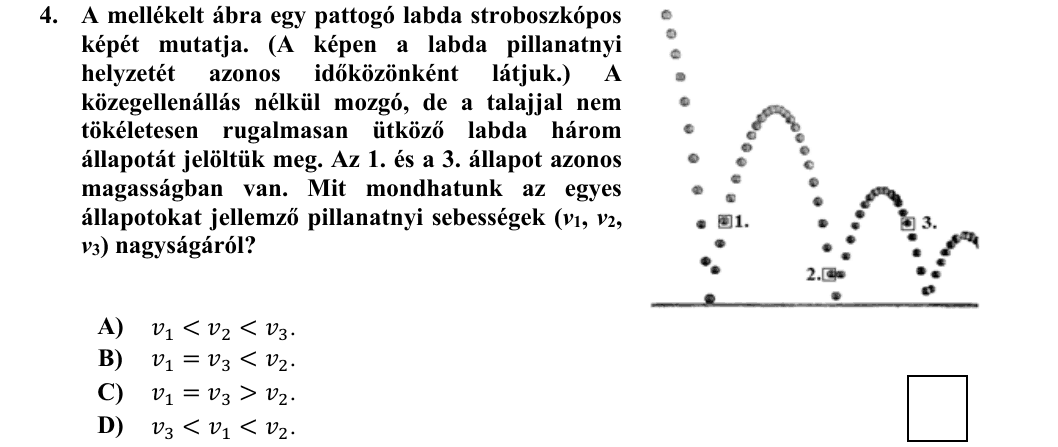 4. A mellékelt ábra egy pattogó labda stroboszkópos
képét mutatja. (A képen a labda pillanatnyi
helyzetét azonos időközönként látjuk.) A
közegellenállás nélkül mozgó, de a talajjal nem
tökéletesen rugalmasan ütköző labda három
állapotát jelöltük meg. Az 1. és a 3. állapot azonos
magasságban van. Mit mondhatunk az egyes
állapotokat jellemző pillanatnyi sebességek (v₁, v₂,
v₃) nagyságáról?
1.
3.
2.
A) v₁ < v₂ < v₃.
B) v₁ = v₃ < v₂.
C) v₁ = v₃ > v₂.
D) v₃ < v₁ < v₂.